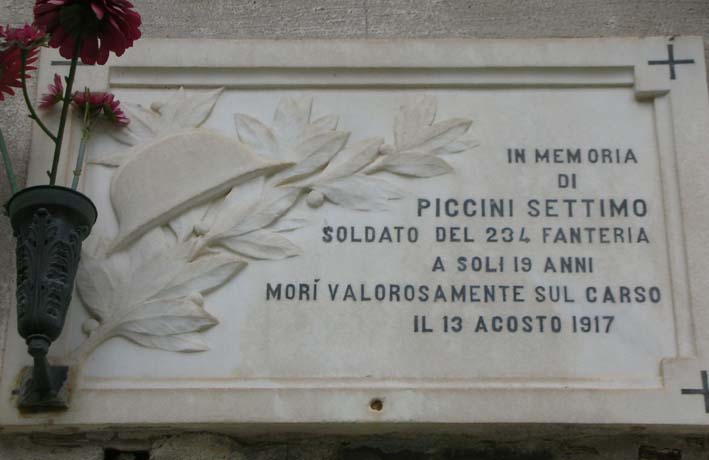 IN MEMORIA
DI
PICCINI SETTIMO
SOLDATO DEL 234 FANTERIA
A SOLI 19 ANNI
MORÍ VALOROSAMENTE SUL CARSO
IL 13 AGOSTO 1917